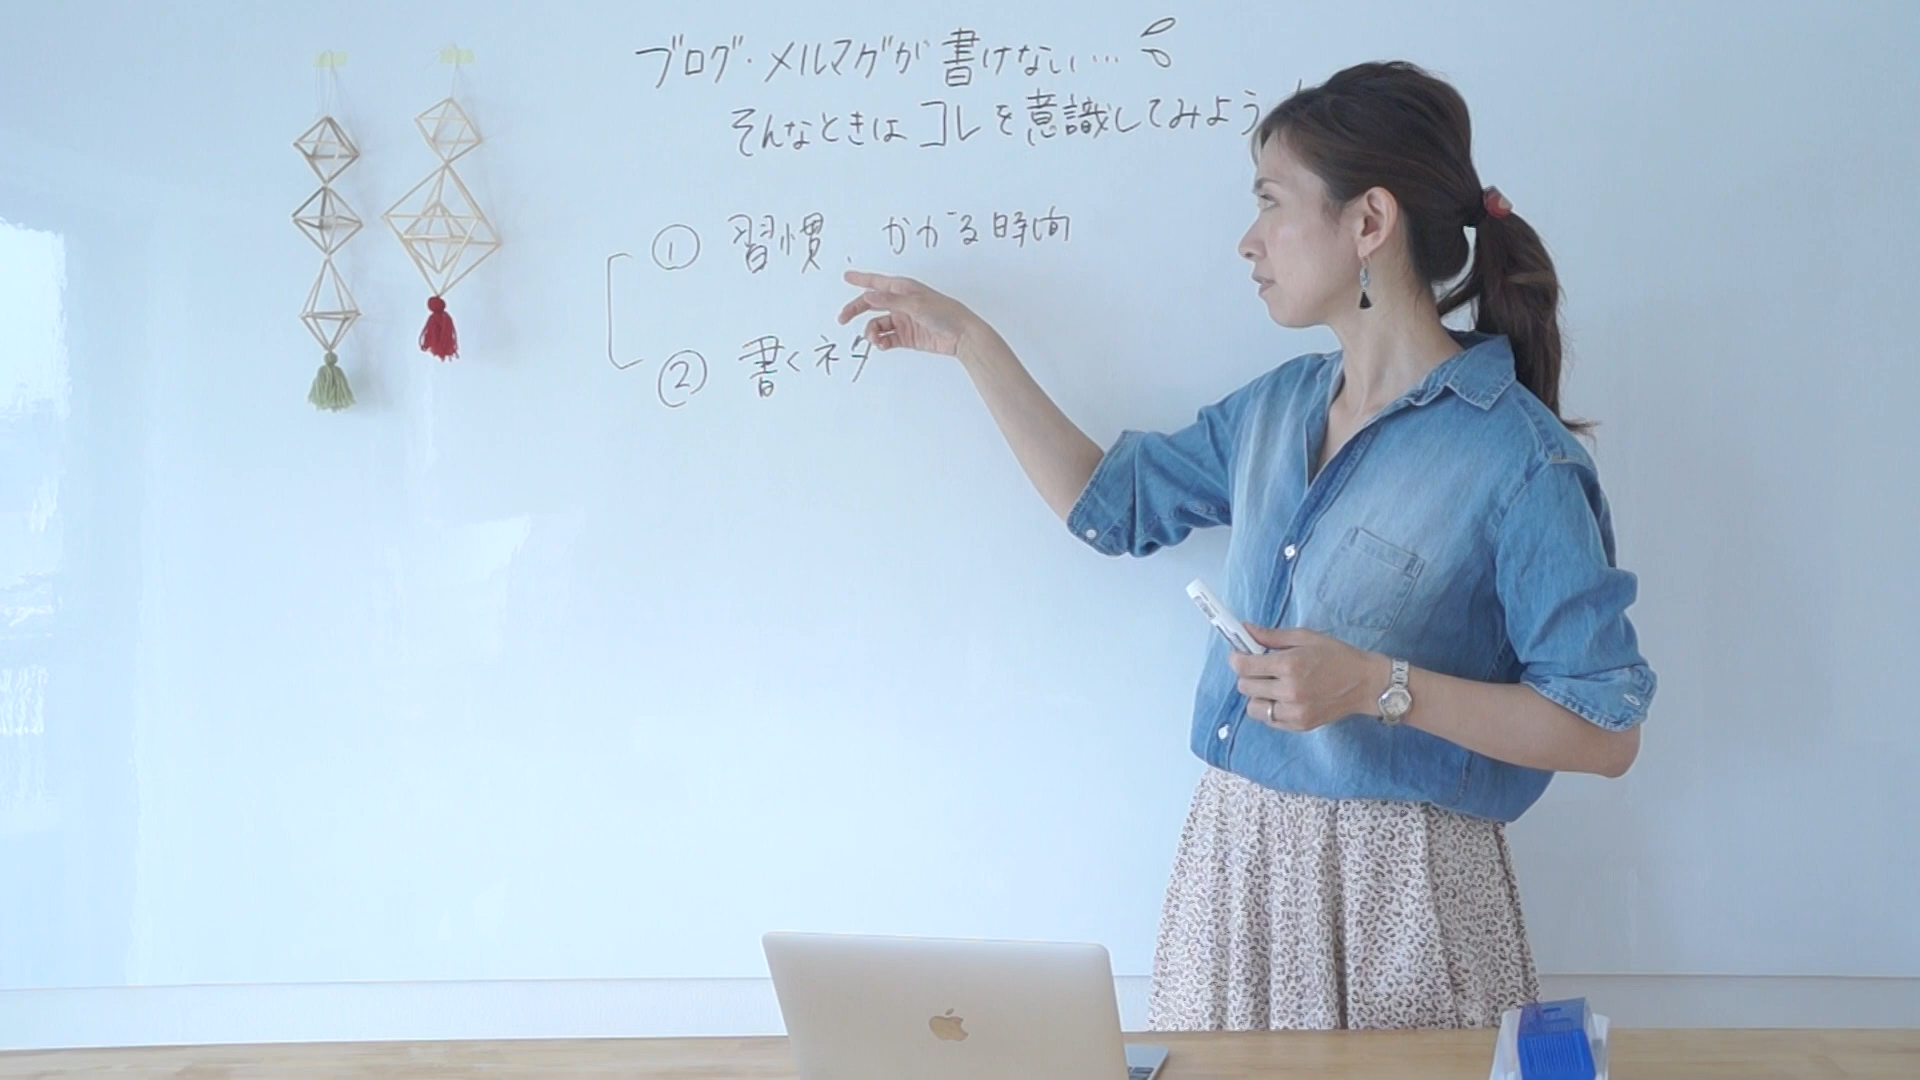 ブログ・メルマガが書けない…
そんなときはコレを意識してみよう
① 習慣、かかる時間
② 書くネタ